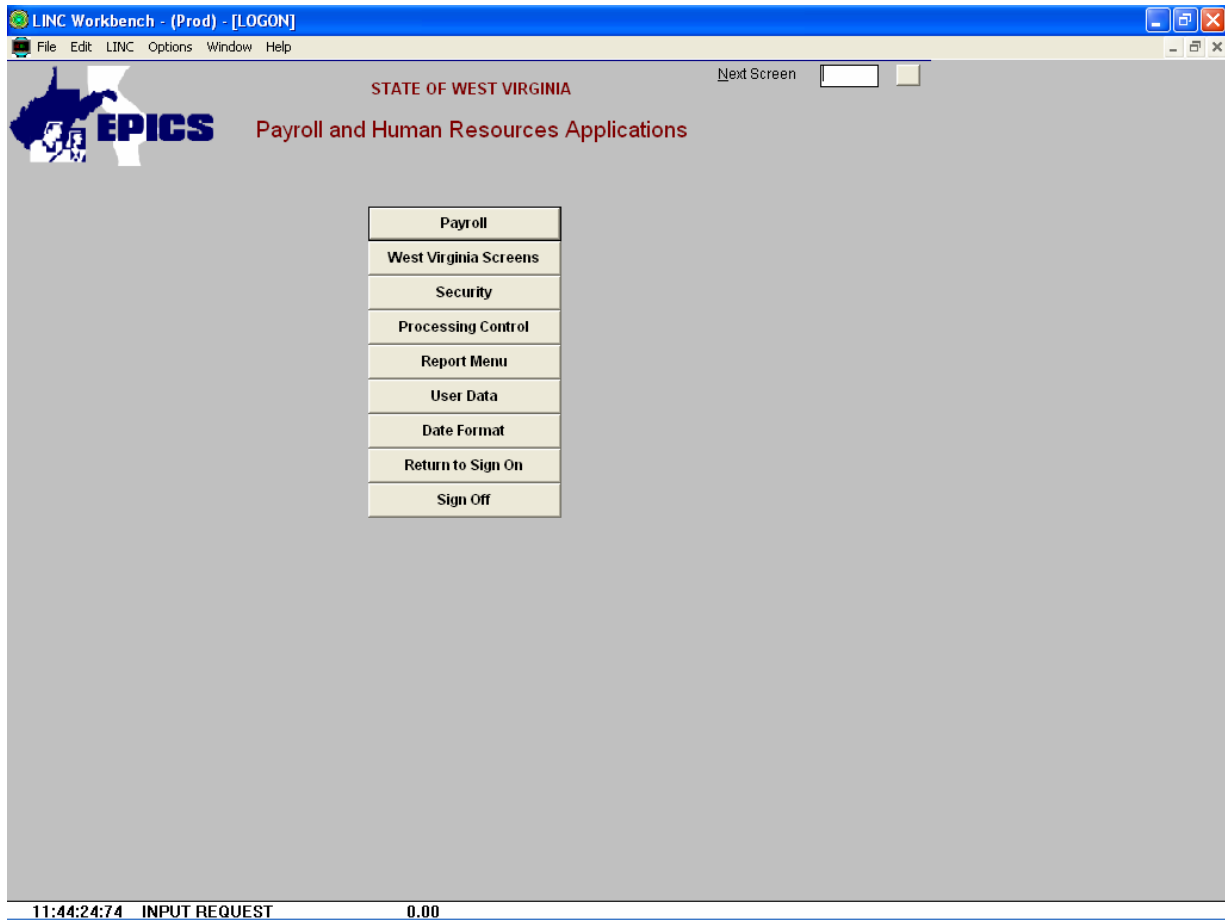 LINC Workbench - (Prod) - [LOGON]
File Edit LINC Options Window Help
EPICS
STATE OF WEST VIRGINIA
Payroll and Human Resources Applications
Next Screen
Payroll
West Virginia Screens
Security
Processing Control
Report Menu
User Data
Date Format
Return to Sign On
Sign Off
11:44:24:74 INPUT REQUEST 0.00